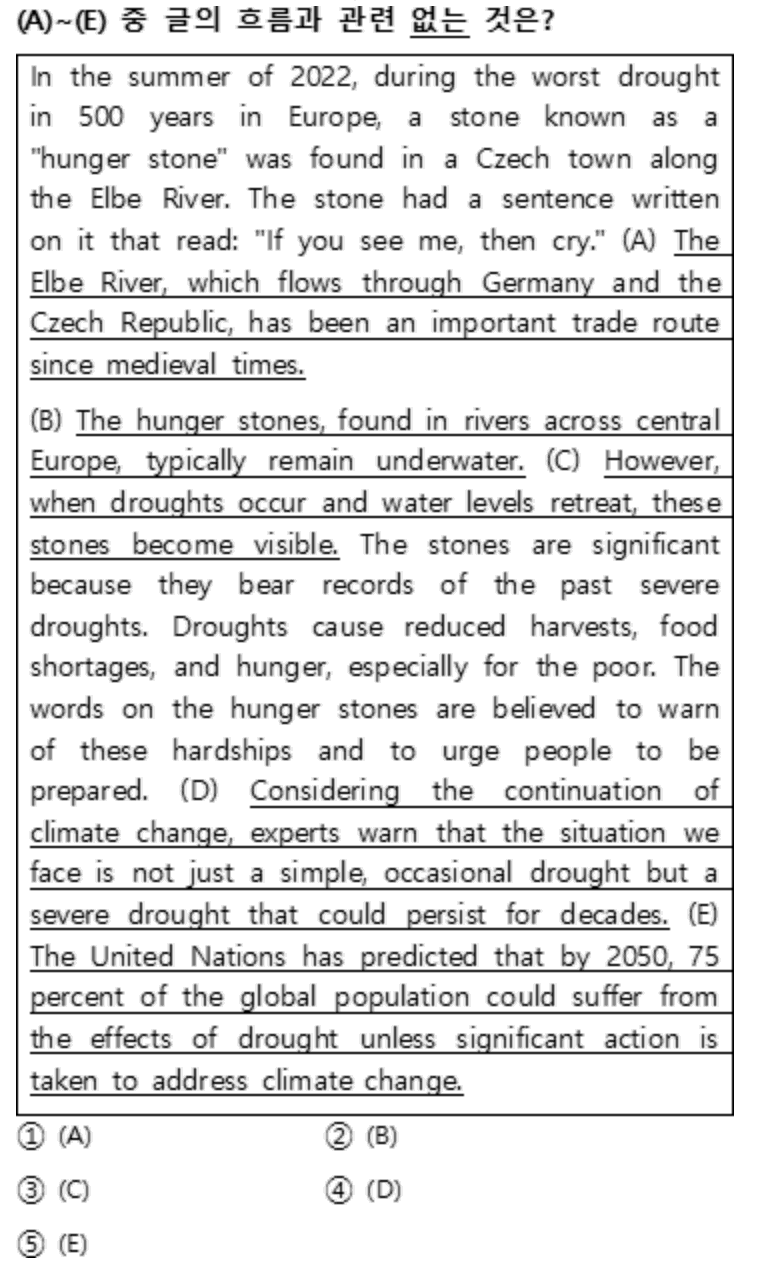 (A)~(E) 중 글의 흐름과 관련 없는 것은?
In the summer of 2022, during the worst drought
in 500 years in Europe, a stone known as a
"hunger stone" was found in a Czech town along
the Elbe River. The stone had a sentence written
on it that read: "If you see me, then cry." (A) The
Elbe River, which flows through Germany and the
Czech Republic, has been an important trade route
since medieval times.
(B) The hunger stones, found in rivers across central
Europe, typically remain underwater. (C) However,
when droughts occur and water levels retreat, these
stones become visible. The stones are significant
because they bear records of the past severe
droughts. Droughts cause reduced harvests, food
shortages, and hunger, especially for the poor. The
words on the hunger stones are believed to warn
of these hardships and to urge people to be
prepared. (D) Considering the continuation of
climate change, experts warn that the situation we
face is not just a simple, occasional drought but a
severe drought that could persist for decades. (E)
The United Nations has predicted that by 2050, 75
percent of the global population could suffer from
the effects of drought unless significant action is
taken to address climate change.
① (A) ② (B)
③ (C) ④ (D)
⑤ (E)